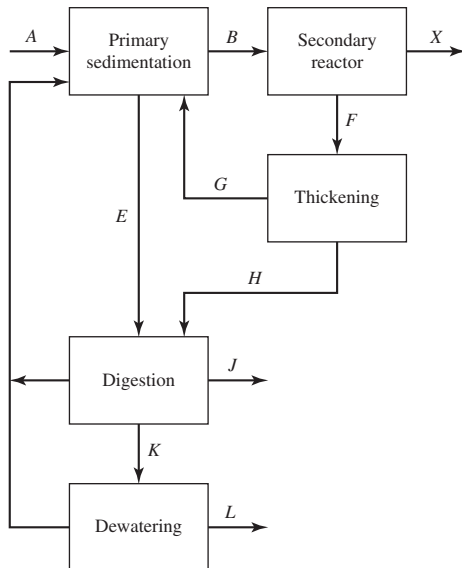 A
Primary
sedimentation
B
Secondary
reactor
X
F
G
Thickening
E
H
Digestion
J
K
Dewatering
L